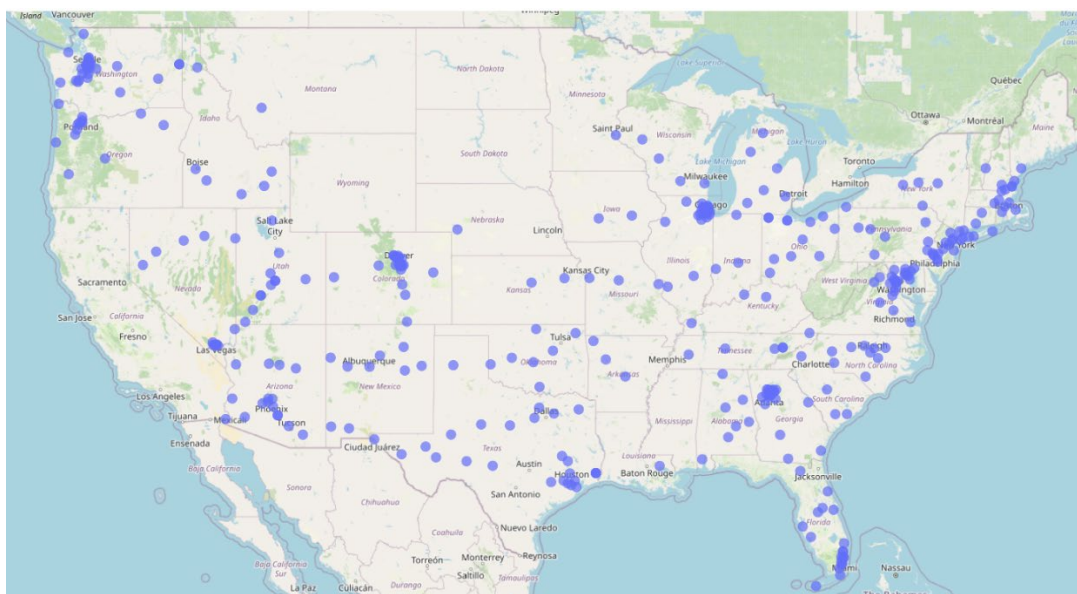 Island
Vancouver
Winnipeg
Seattle
Washington
North Dakota
Montana
Minnesota
Lake Superior
Québec
Ottawa
Montréal
Maine
Portland
Oregon
Idaho
Boise
South Dakota
Saint Paul
Wisconsin
Michigan
Lake Huron
Toronto
Lake Michigan
Milwaukee
Hamilton
New York
Detroit
Wyoming
Iowa
Chicago
Boston
Salt Lake
City
Nebraska
Lincoln
Pennsylvania
New York
Ohio
Philadelphia
Sacramento
Nevada
Utah
Denver
Colorado
Kansas City
Illinois
Indiana
West Virginia
Washington
San Jose
California
Kansas
Missouri
Kentucky
Virginia
Richmond
Fresno
Las Vegas
Tulsa
Albuquerque
Oklahoma
Memphis
Tennessee
Raleigh
Charlotte
North Carolina
Los Angeles
Arizona
New Mexico
Arkansas
Phoenix
Dallas
Atlanta
South Carolina
Tijuana
Mexicali
Tucson
Mississippi
Alabama
Georgia
Ensenada
Ciudad Juárez
Texas
Louisiana
Baja California
Austin
Houston
Baton Rouge
Jacksonville
Sonora
San Antonio
Chihuahua
Florida
Coahuila
Nuevo Laredo
Baja California
Sur
Torreón
Monterrey
Reynosa
Miami
Nassau
Saltillo
Tamaulipas
La Paz
Culiacán
Durango
The Bahamas